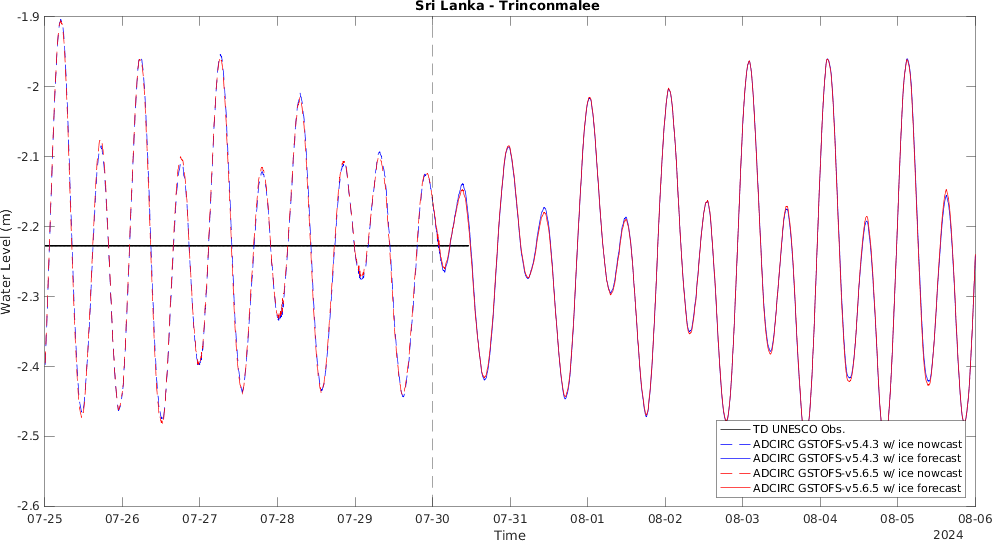 Sri Lanka - Trinconmalee
Water Level (m)
-1.9
-2
-2.1
-2.2
-2.3
-2.4
-2.5
-2.6
07-25
07-26
07-27
07-28
07-29
07-30
07-31
08-01
08-02
08-03
08-04
08-05
08-06
Time
2024
TD UNESCO Obs.
ADCIRC GSTOFS-v5.4.3 w/ ice nowcast
ADCIRC GSTOFS-v5.4.3 w/ ice forecast
ADCIRC GSTOFS-v5.6.5 w/ ice nowcast
ADCIRC GSTOFS-v5.6.5 w/ ice forecast